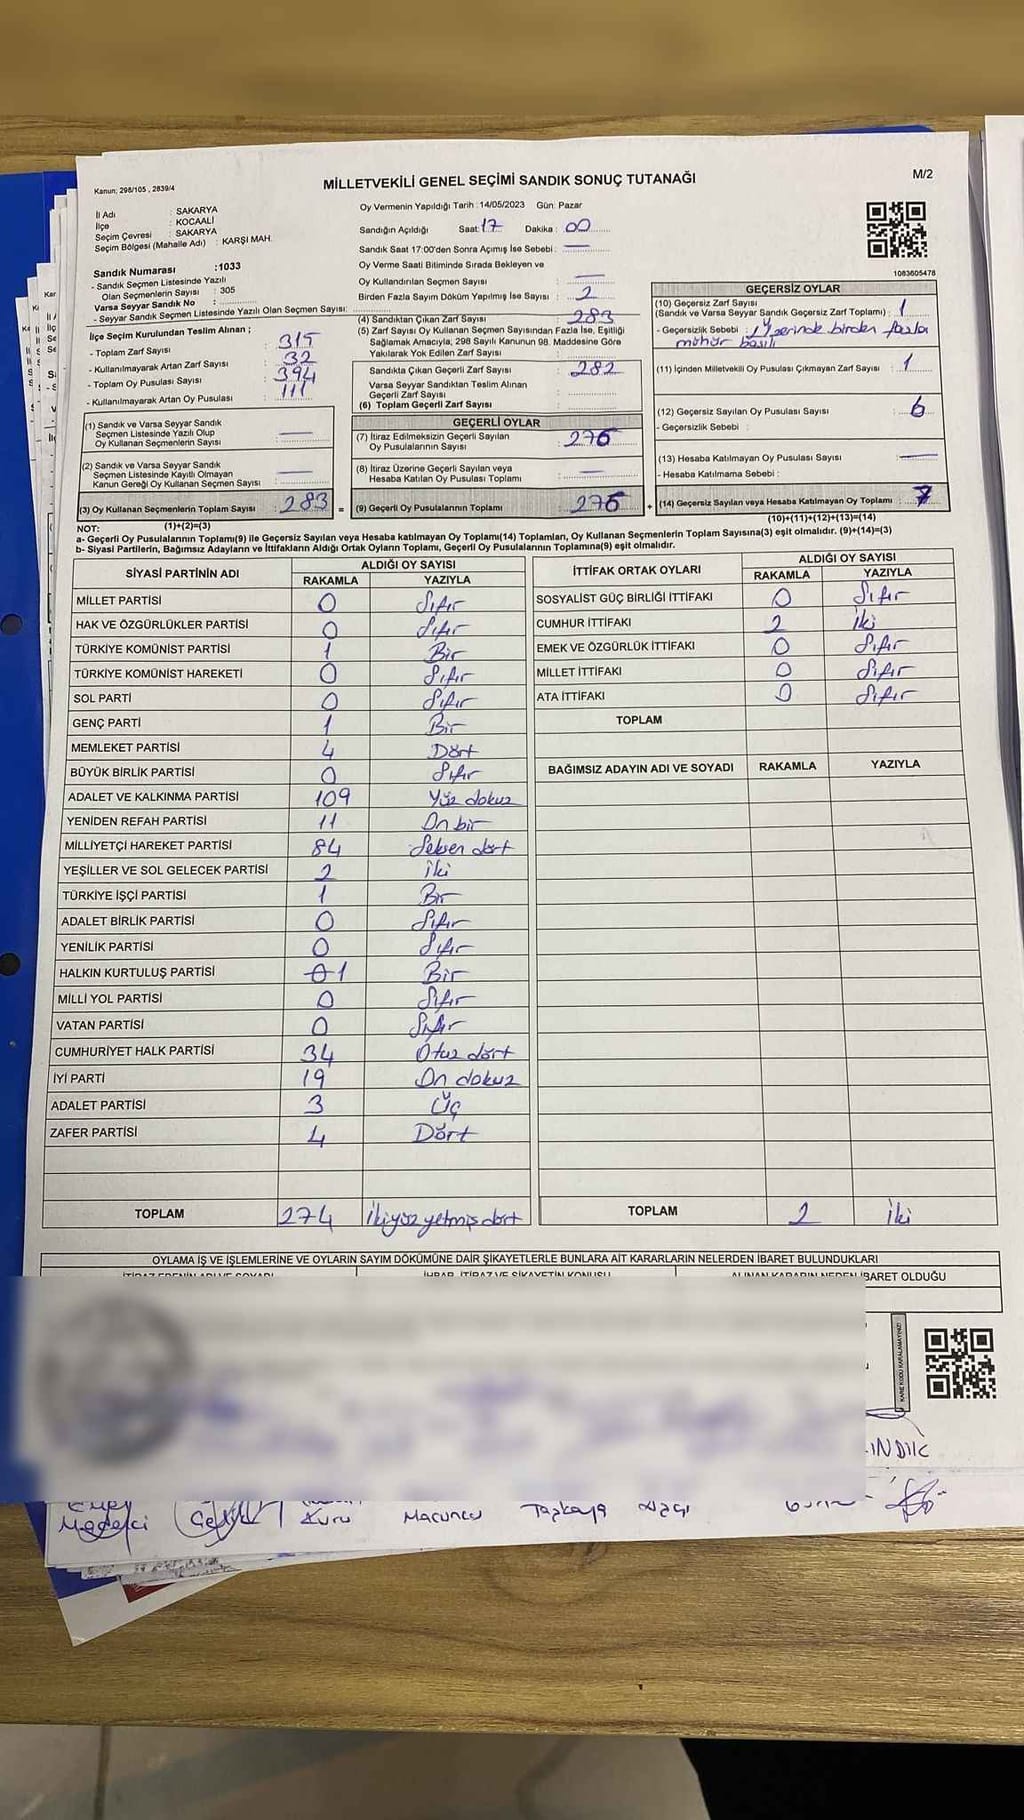 Kanun; 298/105 , 2839/4
MİLLETVEKİLİ GENEL SEÇİMİ SANDIK SONUÇ TUTANAĞI
M/2
İl Adı : SAKARYA
İlçe : KOCAALİ
Seçim Çevresi : SAKARYA
Seçim Bölgesi (Mahalle Adı) : KARŞI MAH.
Sandık Numarası :1033
- Sandık Seçmen Listesinde Yazılı
Olan Seçmenlerin Sayısı : 305
Varsa Seyyar Sandık No :
- Seyyar Sandık Seçmen Listesinde Yazılı Olan Seçmen Sayısı:
Oy Vermenin Yapıldığı Tarih :14/05/2023 Gün: Pazar
Sandığın Açıldığı Saat: 17 Dakika : 00
Sandık Saat 17:00'den Sonra Açımış İse Sebebi : —
Oy Verme Saati Bitiminde Sırada Bekleyen ve
Oy Kullandırılan Seçmen Sayısı : —
Birden Fazla Sayım Döküm Yapılmış İse Sayısı : 2
1083605478
İlçe Seçim Kurulundan Teslim Alınan ;
- Toplam Zarf Sayısı : 315
- Kullanılmayarak Artan Zarf Sayısı : 32
- Toplam Oy Pusulası Sayısı : 394
- Kullanılmayarak Artan Oy Pusulası : 111
(4) Sandıktan Çıkan Zarf Sayısı : 283
(5) Zarf Sayısı Oy Kullanan Seçmen Sayısından Fazla İse, Eşitliği
Sağlamak Amacıyla, 298 Sayılı Kanunun 98. Maddesine Göre
Yakılarak Yok Edilen Zarf Sayısı :
Sandıkta Çıkan Geçerli Zarf Sayısı : 282
Varsa Seyyar Sandıktan Teslim Alınan
Geçerli Zarf Sayısı :
(6) Toplam Geçerli Zarf Sayısı :
GEÇERSİZ OYLAR
(10) Geçersiz Zarf Sayısı
(Sandık ve Varsa Seyyar Sandık Geçersiz Zarf Toplamı) : 1
- Geçersizlik Sebebi : üzerinde birden fazla
mühür basılı
(11) İçinden Milletvekili Oy Pusulası Çıkmayan Zarf Sayısı : 1
(12) Geçersiz Sayılan Oy Pusulası Sayısı : 6
- Geçersizlik Sebebi :
(13) Hesaba Katılmayan Oy Pusulası Sayısı : —
- Hesaba Katılmama Sebebi :
(14) Geçersiz Sayılan veya Hesaba Katılmayan Oy Toplamı : 7
(10)+(11)+(12)+(13)=(14)
(1) Sandık ve Varsa Seyyar Sandık
Seçmen Listesinde Yazılı Olup
Oy Kullanan Seçmenlerin Sayısı : —
(2) Sandık ve Varsa Seyyar Sandık
Seçmen Listesinde Kayıtlı Olmayan
Kanun Gereği Oy Kullanan Seçmen Sayısı : —
(3) Oy Kullanan Seçmenlerin Toplam Sayısı : 283 =
(1)+(2)=(3)
GEÇERLİ OYLAR
(7) İtiraz Edilmeksizin Geçerli Sayılan
Oy Pusulalarının Sayısı : 276
(8) İtiraz Üzerine Geçerli Sayılan veya
Hesaba Katılan Oy Pusulası Toplamı : —
(9) Geçerli Oy Pusulalarının Toplamı : 276 +
NOT:
a- Geçerli Oy Pusulalarının Toplamı(9) ile Geçersiz Sayılan veya Hesaba katılmayan Oy Toplamı(14) Toplamları, Oy Kullanan Seçmenlerin Toplam Sayısına(3) eşit olmalıdır. (9)+(14)=(3)
b- Siyasi Partilerin, Bağımsız Adayların ve İttifakların Aldığı Ortak Oyların Toplamı, Geçerli Oy Pusulalarının Toplamına(9) eşit olmalıdır.
SİYASİ PARTİNİN ADI ALDIĞI OY SAYISI
RAKAMLA YAZIYLA
MİLLET PARTİSİ 0 Sıfır
HAK VE ÖZGÜRLÜKLER PARTİSİ 0 Sıfır
TÜRKİYE KOMÜNİST PARTİSİ 1 Bir
TÜRKİYE KOMÜNİST HAREKETİ 0 Sıfır
SOL PARTİ 0 Sıfır
GENÇ PARTİ 1 Bir
MEMLEKET PARTİSİ 4 Dört
BÜYÜK BİRLİK PARTİSİ 0 Sıfır
ADALET VE KALKINMA PARTİSİ 109 Yüz dokuz
YENİDEN REFAH PARTİSİ 11 On bir
MİLLİYETÇİ HAREKET PARTİSİ 84 Seksen dört
YEŞİLLER VE SOL GELECEK PARTİSİ 2 İki
TÜRKİYE İŞÇİ PARTİSİ 1 Bir
ADALET BİRLİK PARTİSİ 0 Sıfır
YENİLİK PARTİSİ 0 Sıfır
HALKIN KURTULUŞ PARTİSİ 0 1 Bir
MİLLİ YOL PARTİSİ 0 Sıfır
VATAN PARTİSİ 0 Sıfır
CUMHURİYET HALK PARTİSİ 34 Otuz dört
İYİ PARTİ 19 On dokuz
ADALET PARTİSİ 3 Üç
ZAFER PARTİSİ 4 Dört
TOPLAM 274 İkiyüz yetmiş dört
İTTİFAK ORTAK OYLARI ALDIĞI OY SAYISI
RAKAMLA YAZIYLA
SOSYALİST GÜÇ BİRLİĞİ İTTİFAKI 0 Sıfır
CUMHUR İTTİFAKI 2 İki
EMEK VE ÖZGÜRLÜK İTTİFAKI 0 Sıfır
MİLLET İTTİFAKI 0 Sıfır
ATA İTTİFAKI 0 Sıfır
TOPLAM
BAĞIMSIZ ADAYIN ADI VE SOYADI RAKAMLA YAZIYLA
TOPLAM 2 İki
OYLAMA İŞ VE İŞLEMLERİNE VE OYLARIN SAYIM DÖKÜMÜNE DAİR ŞİKAYETLERLE BUNLARA AİT KARARLARIN NELERDEN İBARET BULUNDUKLARI
İTİRAZ EDENİN ADI VE SOYADI İHBAR, İTİRAZ VE ŞİKAYETİN KONUSU ALINAN KARARIN NEDEN İBARET OLDUĞU
KARE KODU KARALAMAYINIZ!
Kuru Macuncu Taşkaya